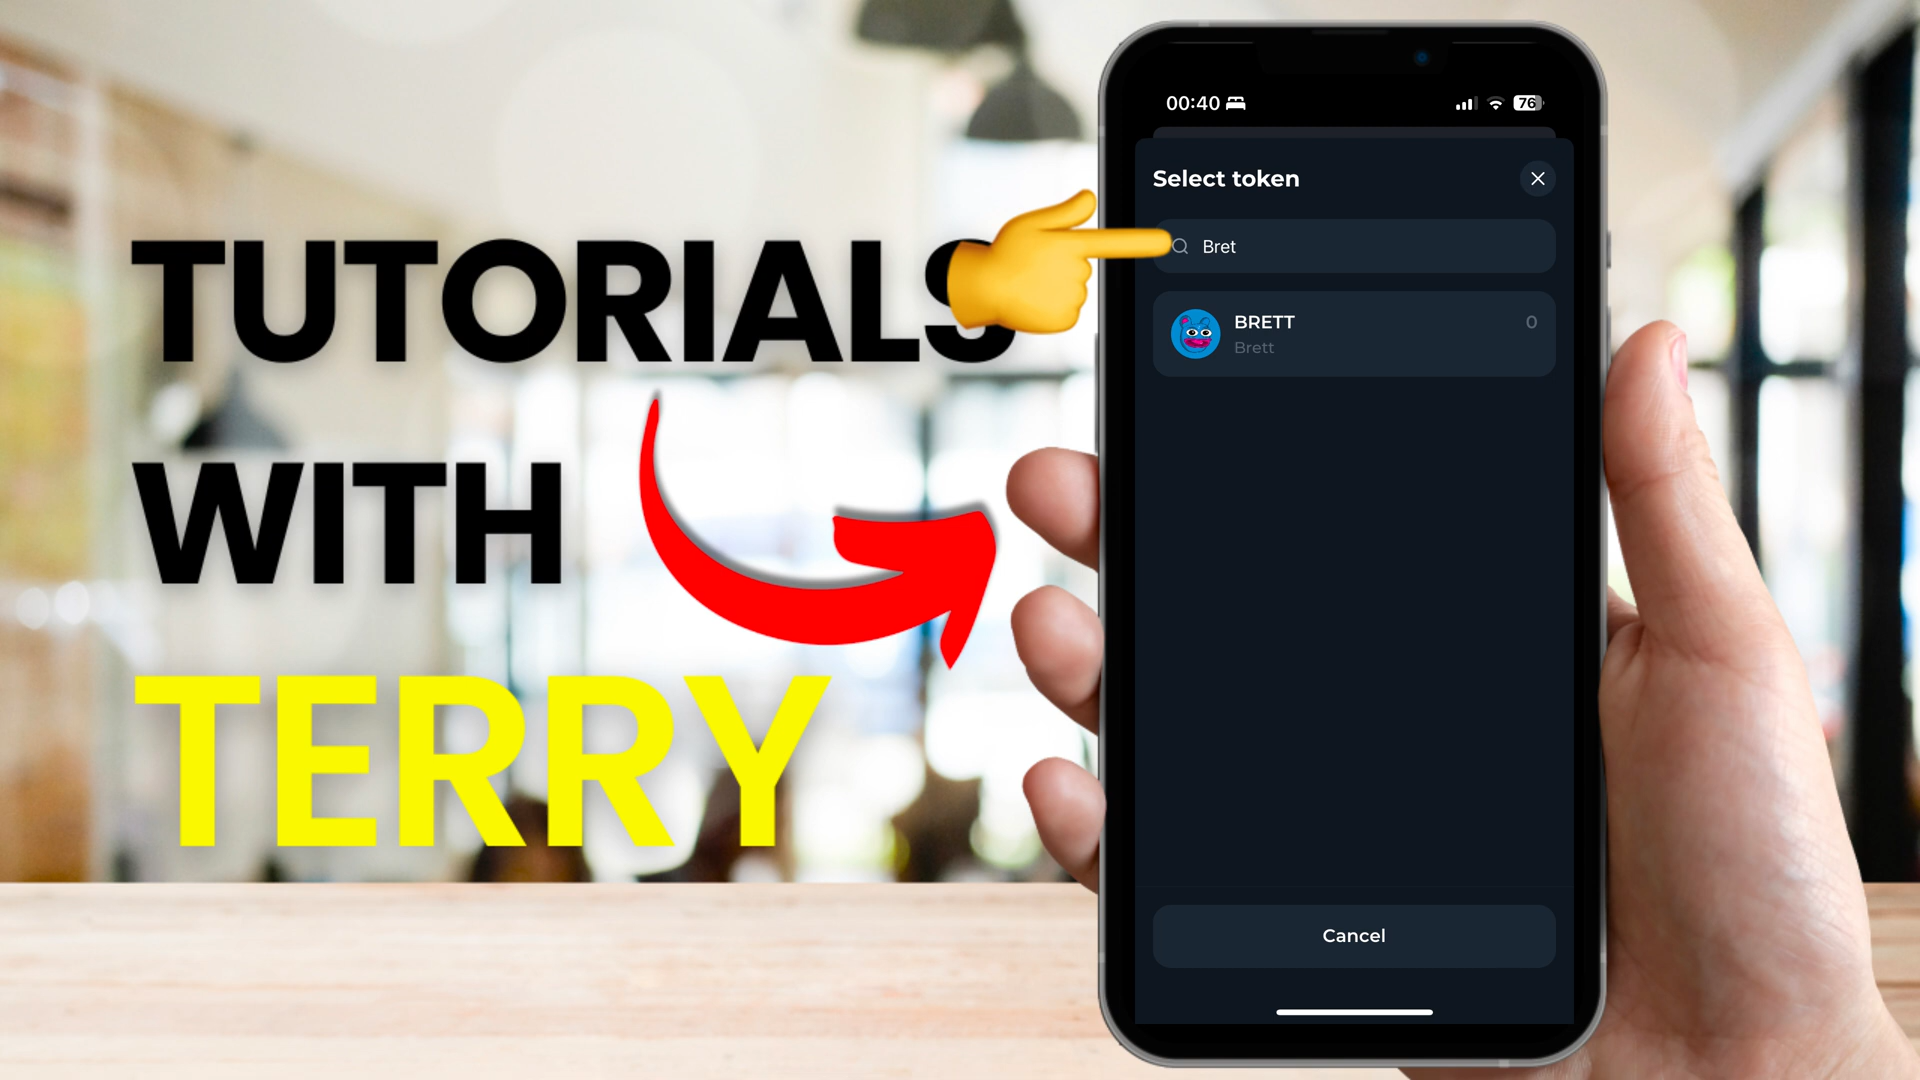 TUTORIALS
WITH
TERRY
00:40
76
Select token
Bret
BRETT
0
Brett
Cancel